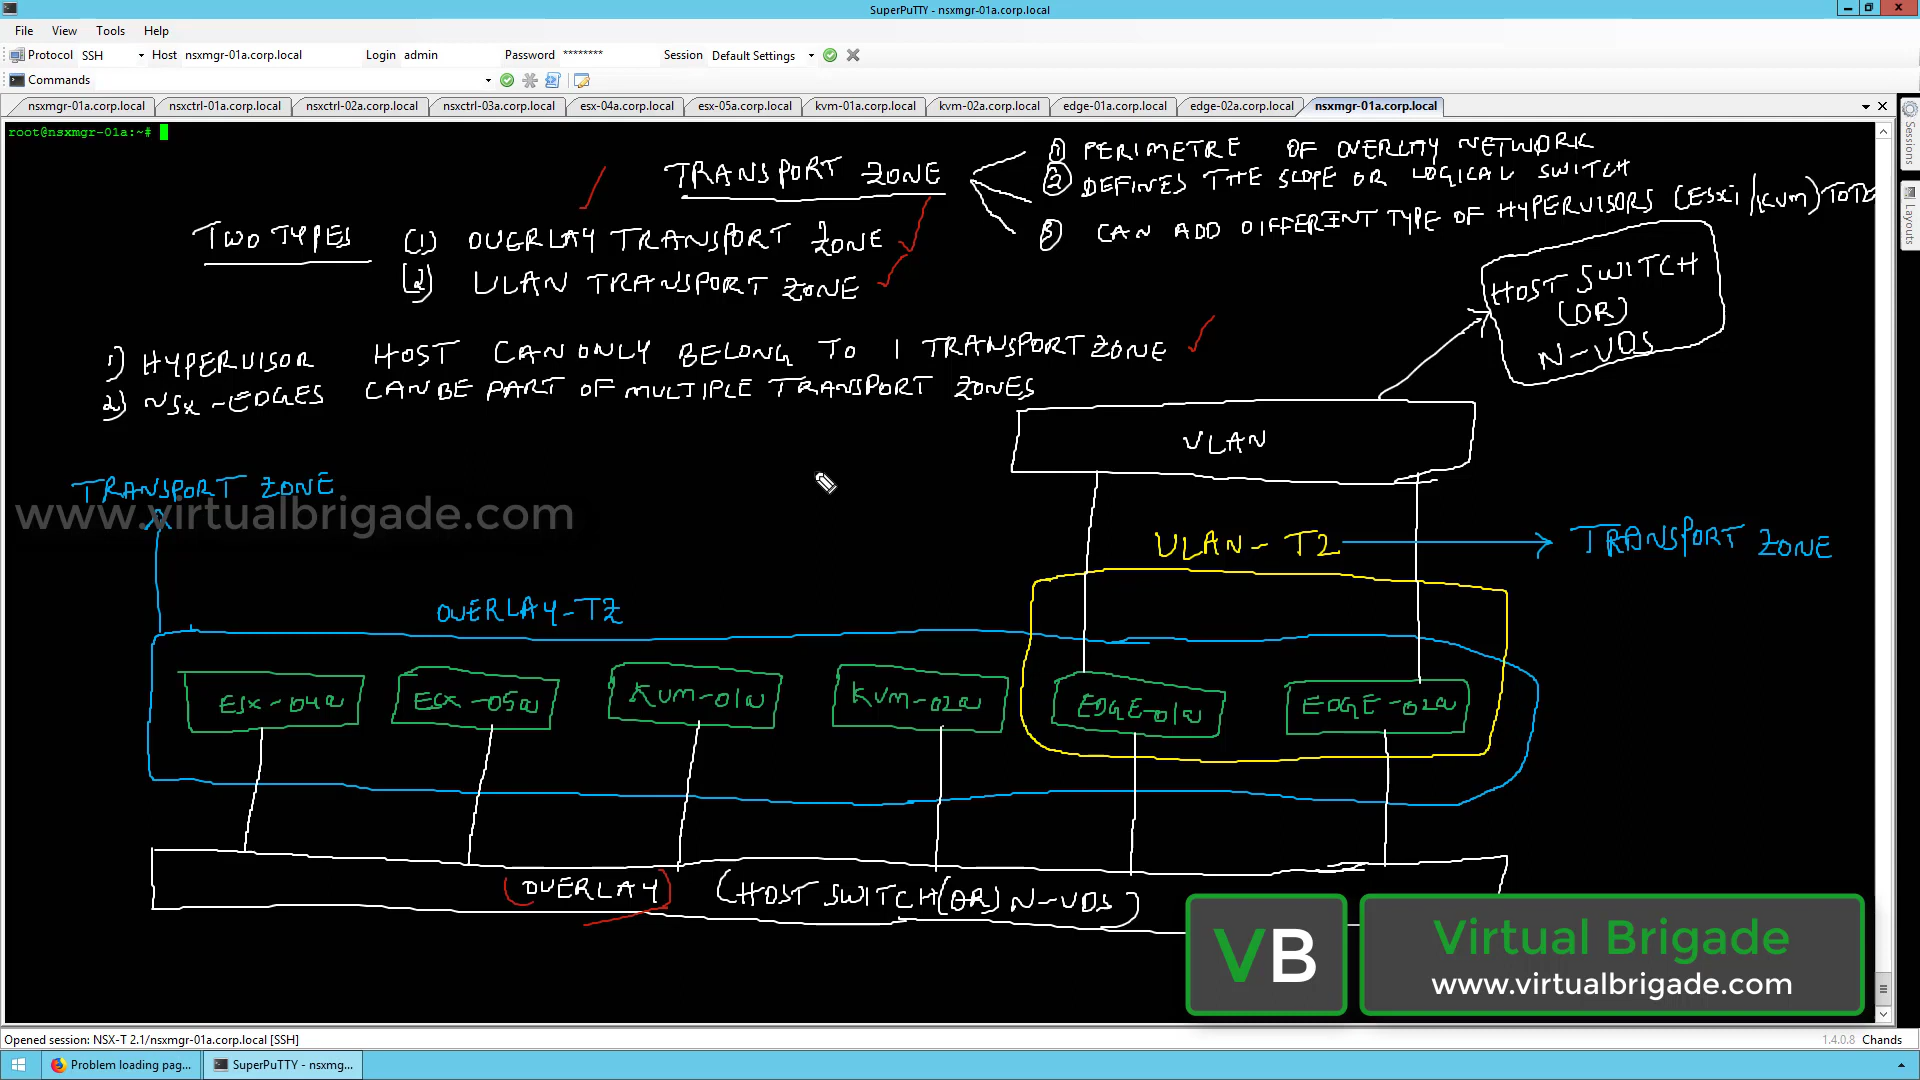 SuperPuTTY - nsxmgr-01a.corp.local
File View Tools Help
Protocol SSH Host nsxmgr-01a.corp.local Login admin Password ******** Session Default Settings
Commands
nsxmgr-01a.corp.local nsxctrl-01a.corp.local nsxctrl-02a.corp.local nsxctrl-03a.corp.local esx-04a.corp.local esx-05a.corp.local kvm-01a.corp.local kvm-02a.corp.local edge-01a.corp.local edge-02a.corp.local nsxmgr-01a.corp.local
Sessions
Layouts
root@nsxmgr-01a:~#
TRANSPORT ZONE
① PERIMETRE OF OVERLAY NETWORK
② DEFINES THE SCOPE OR LOGICAL SWITCH
③ CAN ADD DIFFERINT TYPE OF HYPERVISORS (ESXi/KVM) TO TZ
TWO TYPES
(1) OVERLAY TRANSPORT ZONE
(2) VLAN TRANSPORT ZONE
HOST SWITCH
(OR)
N-VDS
1) HYPERVISOR HOST CAN ONLY BELONG TO 1 TRANSPORT ZONE
2) NSX-EDGES CAN BE PART OF MULTIPLE TRANSPORT ZONES
VLAN
TRANSPORT ZONE
www.virtualbrigade.com
VLAN-TZ
TRANSPORT ZONE
OVERLAY-TZ
ESX-04a
ESX-05a
KVM-01a
KVM-02a
EDGE-01a
EDGE-02a
OVERLAY (HOST SWITCH(OR) N-VDS)
VB
Virtual Brigade
www.virtualbrigade.com
Opened session: NSX-T 2.1/nsxmgr-01a.corp.local [SSH]
1.4.0.8 Chands
Problem loading pag...
SuperPuTTY - nsxmg...